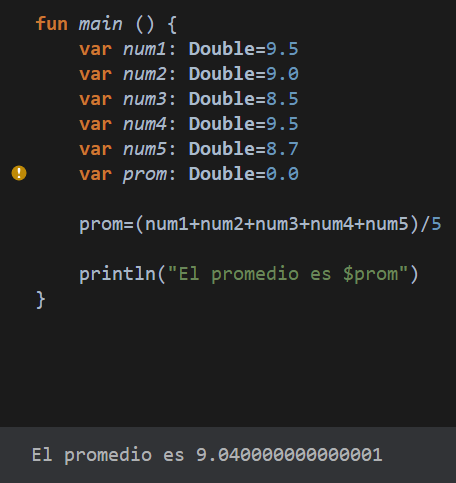 fun main () {
    var num1: Double=9.5
    var num2: Double=9.0
    var num3: Double=8.5
    var num4: Double=9.5
    var num5: Double=8.7
    var prom: Double=0.0

    prom=(num1+num2+num3+num4+num5)/5

    println("El promedio es $prom")
}
El promedio es 9.040000000000001